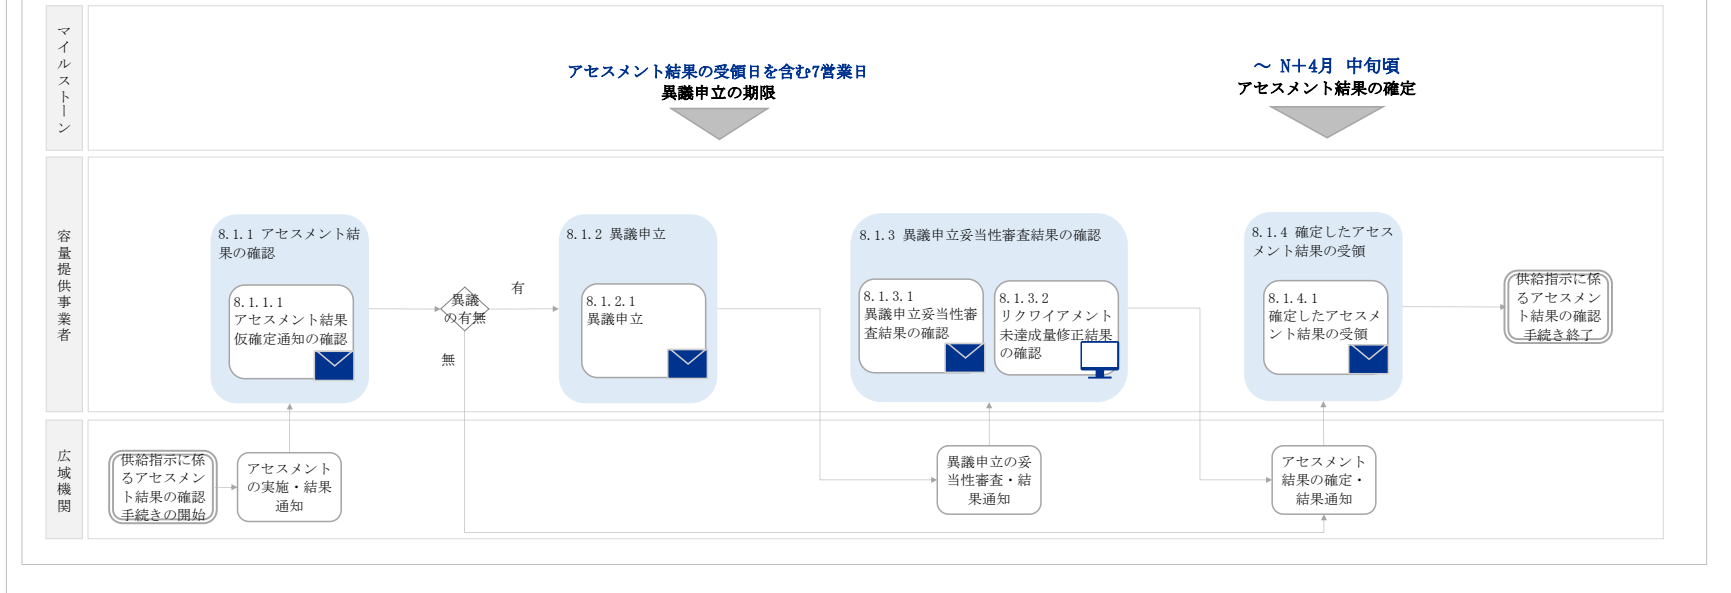 マイルストーン
アセスメント結果の受領日を含む7営業日
異議申立の期限
～ N+4月 中旬頃
アセスメント結果の確定
容量提供事業者
8.1.1 アセスメント結
果の確認
8.1.1.1
アセスメント結果
仮確定通知の確認
異議
の有無
有
無
8.1.2 異議申立
8.1.2.1
異議申立
8.1.3 異議申立妥当性審査結果の確認
8.1.3.1
異議申立妥当性審
査結果の確認
8.1.3.2
リクワイアメント
未達成量修正結果
の確認
8.1.4 確定したアセス
メント結果の受領
8.1.4.1
確定したアセスメ
ント結果の受領
供給指示に係
るアセスメン
ト結果の確認
手続き終了
広域機関
供給指示に係
るアセスメン
ト結果の確認
手続きの開始
アセスメント
の実施・結果
通知
異議申立の妥
当性審査・結
果通知
アセスメント
結果の確定・
結果通知